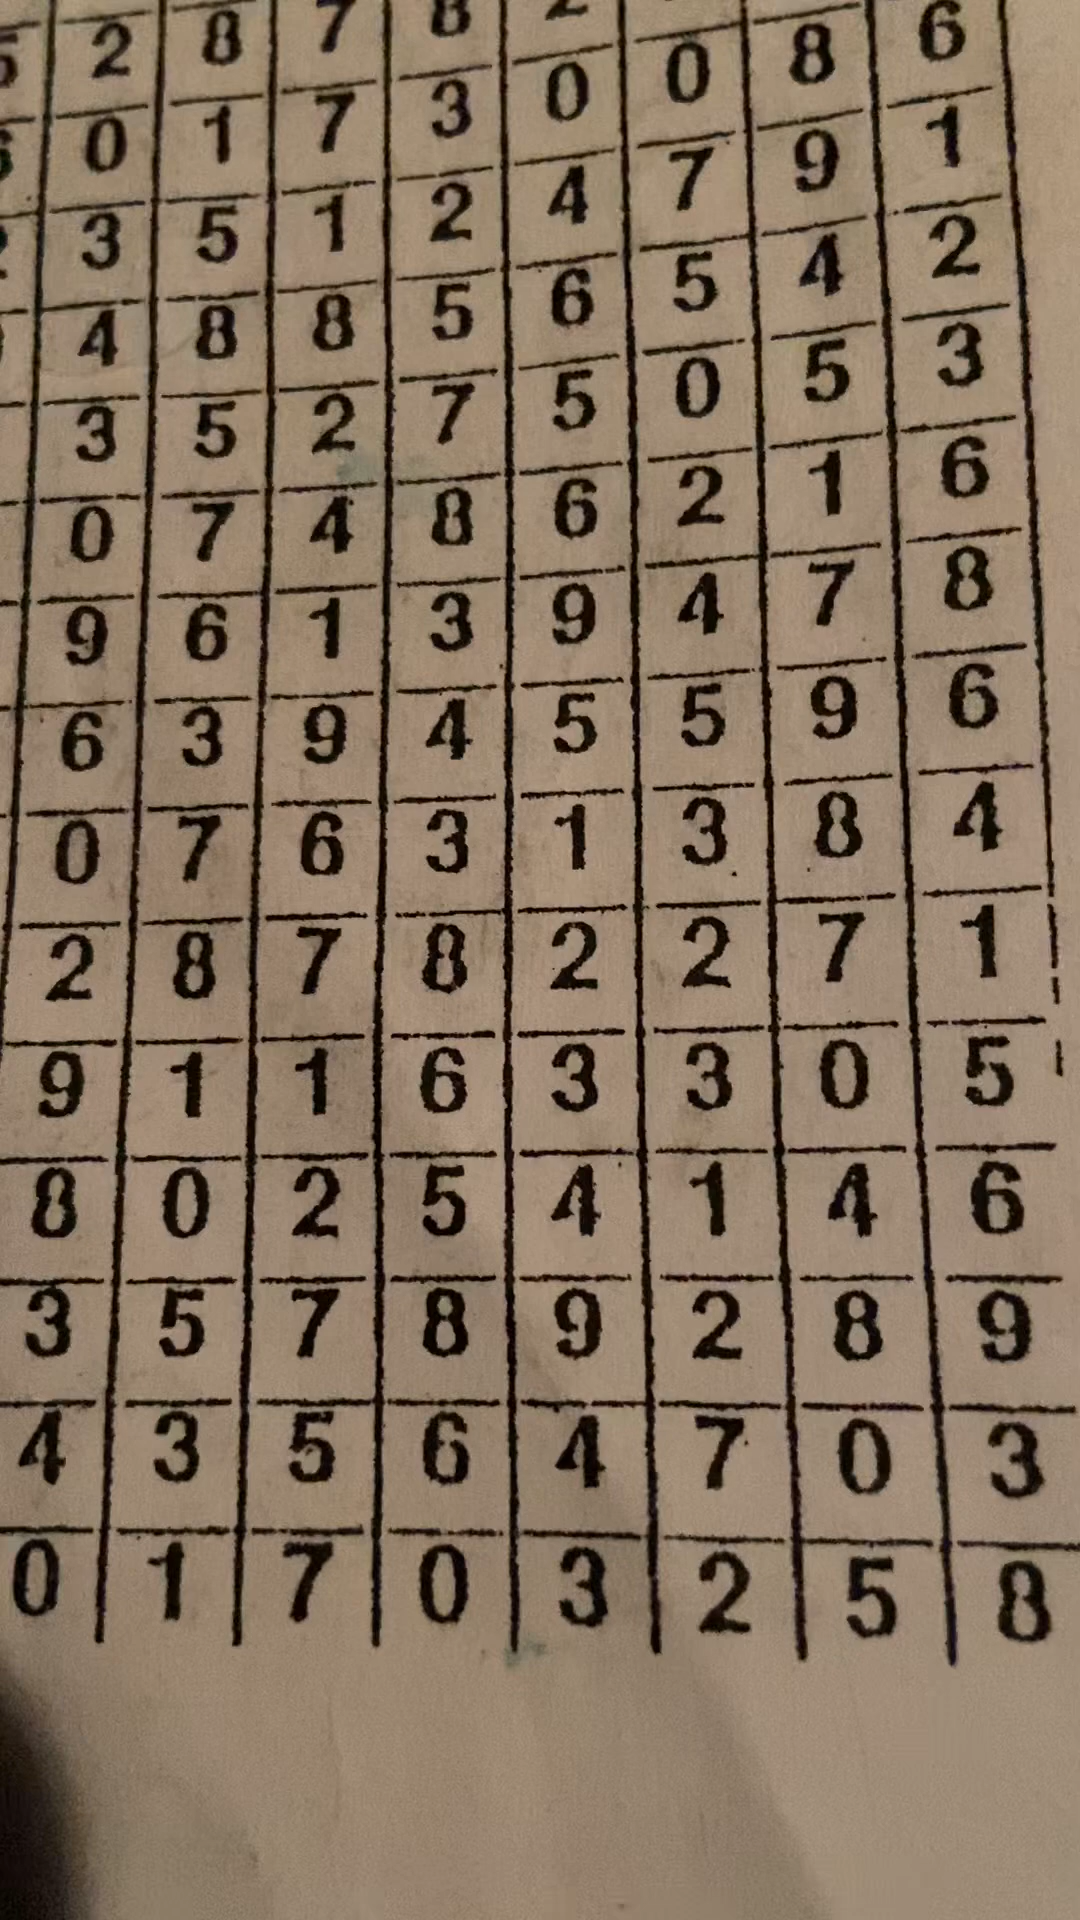 2 8 7 8 2
0 1 7 3 0 0 8 6
3 5 1 2 4 7 9 1
4 8 8 5 6 5 4 2
3 5 2 7 5 0 5 3
0 7 4 8 6 2 1 6
9 6 1 3 9 4 7 8
6 3 9 4 5 5 9 6
0 7 6 3 1 3 8 4
2 8 7 8 2 2 7 1
9 1 1 6 3 3 0 5
8 0 2 5 4 1 4 6
3 5 7 8 9 2 8 9
4 3 5 6 4 7 0 3
0 1 7 0 3 2 5 8